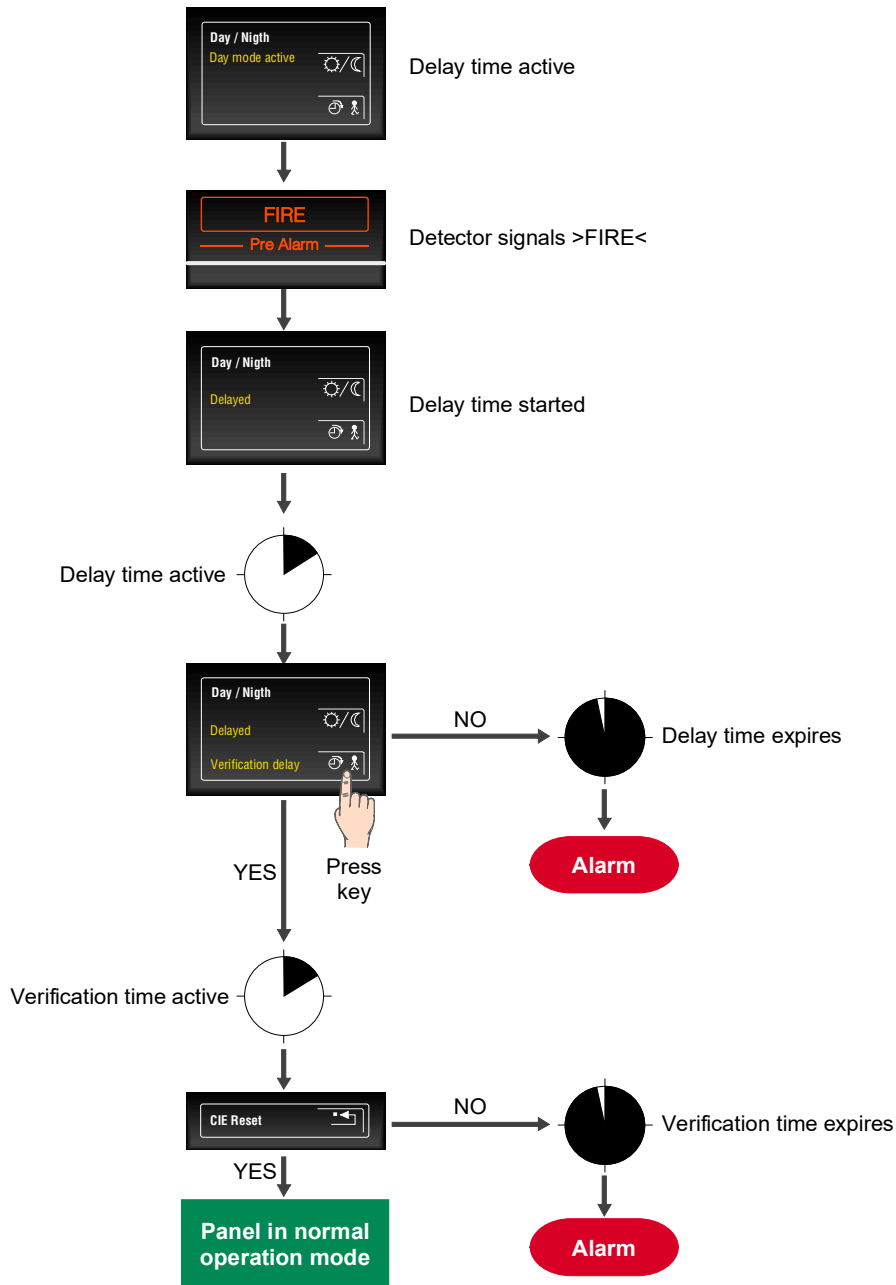 Day / Nigth
Day mode active
Delay time active
FIRE
Pre Alarm
Detector signals >FIRE<
Day / Nigth
Delayed
Delay time started
Delay time active
Day / Nigth
Delayed
Verification delay
NO
Delay time expires
Alarm
YES
Press
key
Verification time active
CIE Reset
NO
Verification time expires
YES
Panel in normal
operation mode
Alarm